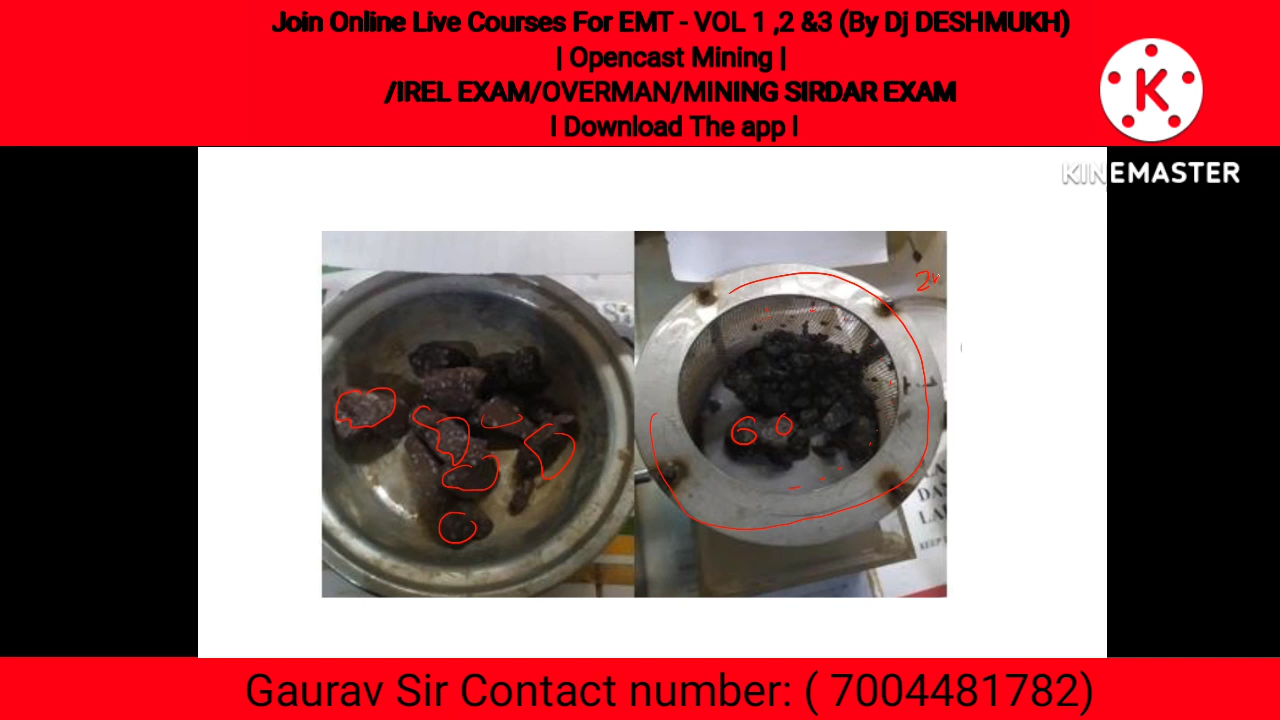 Join Online Live Courses For EMT - VOL 1 ,2 &3 (By Dj DESHMUKH)
| Opencast Mining |
/IREL EXAM/OVERMAN/MINING SIRDAR EXAM
l Download The app l
K
KINEMASTER
60
Gaurav Sir Contact number: ( 7004481782)